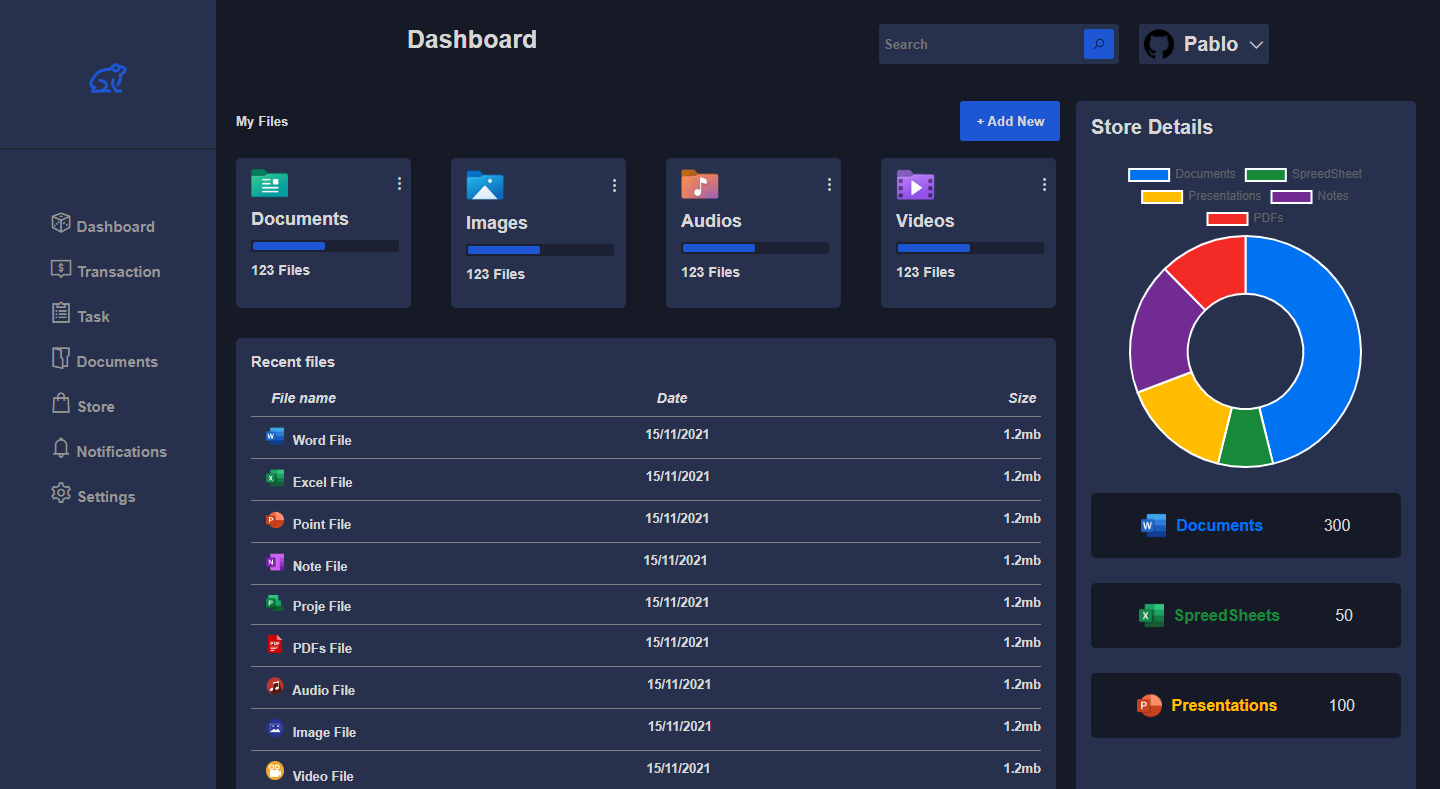 Dashboard
Search
Pablo
My Files
+ Add New
Documents
123 Files
Images
123 Files
Audios
123 Files
Videos
123 Files
Dashboard
Transaction
Task
Documents
Store
Notifications
Settings
Recent files
File name Date Size
Word File 15/11/2021 1.2mb
Excel File 15/11/2021 1.2mb
Point File 15/11/2021 1.2mb
Note File 15/11/2021 1.2mb
Proje File 15/11/2021 1.2mb
PDFs File 15/11/2021 1.2mb
Audio File 15/11/2021 1.2mb
Image File 15/11/2021 1.2mb
Video File 15/11/2021 1.2mb
Store Details
Documents SpreedSheet
Presentations Notes
PDFs
Documents 300
SpreedSheets 50
Presentations 100